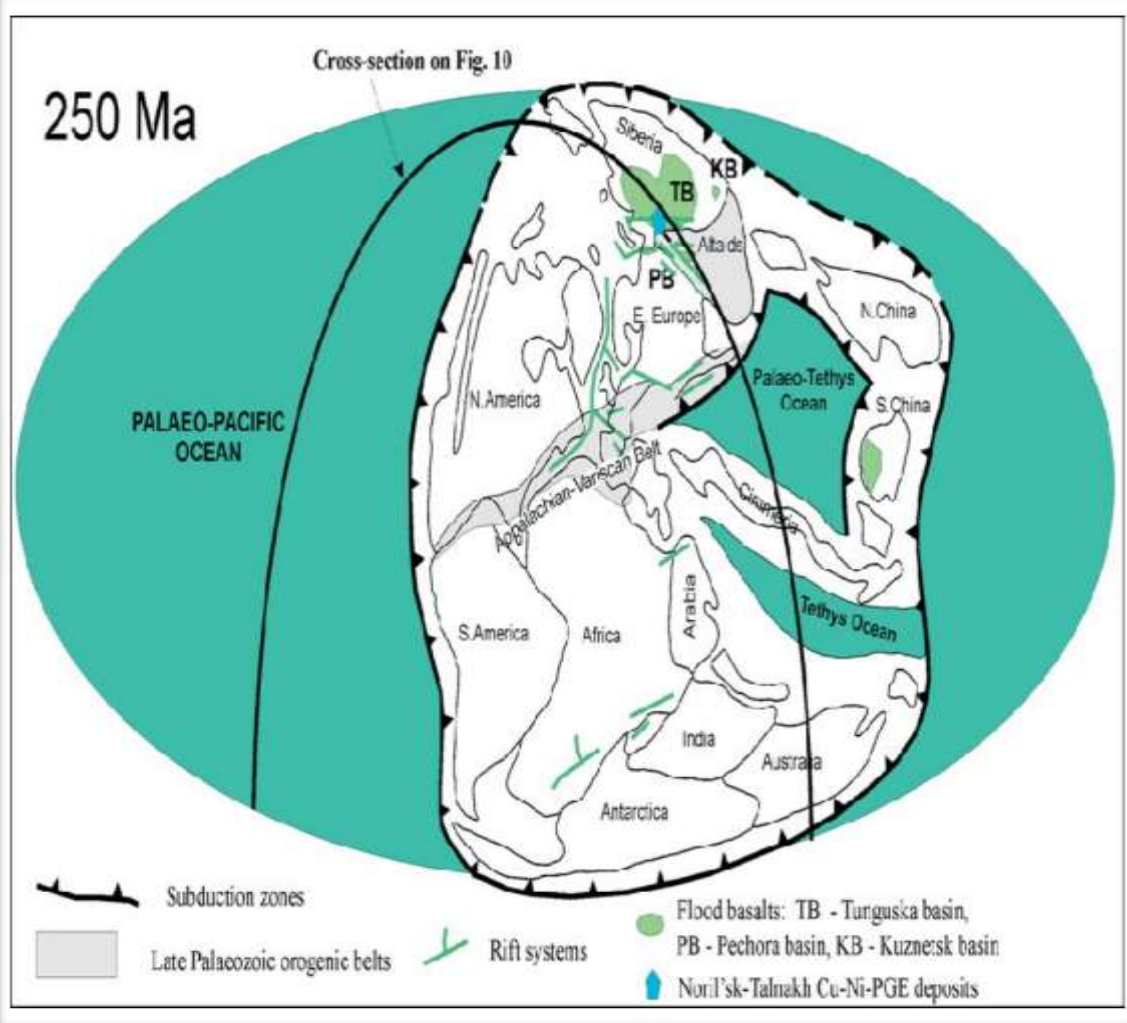 Cross-section on Fig. 10
250 Ma
Siberia
KB
TB
Altaids
PB
E. Europe
N.China
Palaeo-Tethys
Ocean
N.America
S.China
PALAEO-PACIFIC
OCEAN
Appalachian-Variscan Belt
Cimmeria
Arabia
Tethys Ocean
S.America
Africa
India
Australia
Antarctica
Subduction zones
Late Palaeozoic orogenic belts
Rift systems
Flood basalts: TB - Tunguska basin,
PB - Pechora basin, KB - Kuznetsk basin
Noril'sk-Talnakh Cu-Ni-PGE deposits